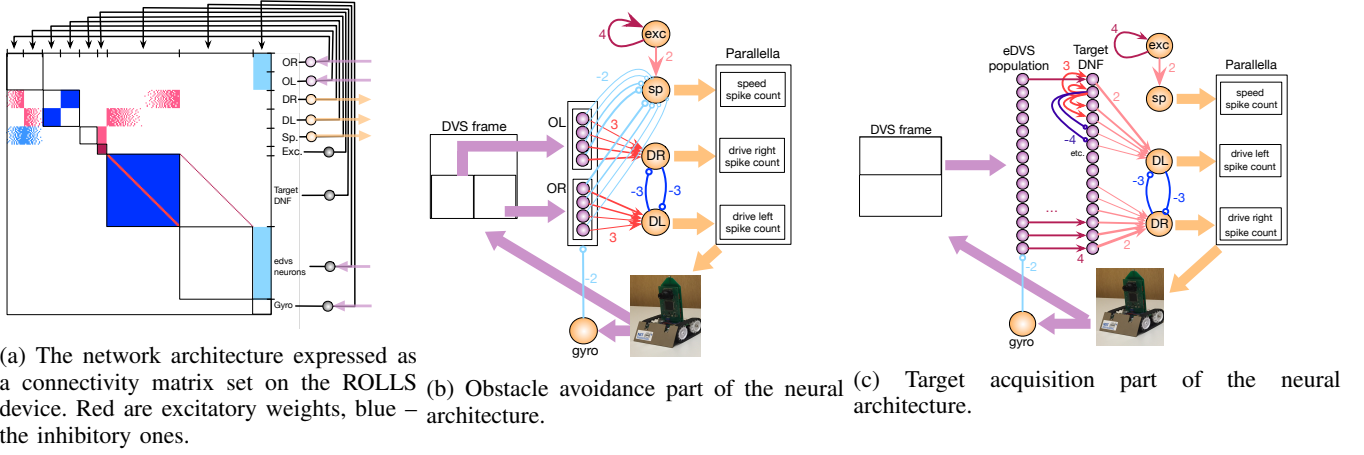 OR
OL
DR
DL
Sp.
Exc.
Target
DNF
edvs
neurons
Gyro
(a) The network architecture expressed as
a connectivity matrix set on the ROLLS
device. Red are excitatory weights, blue –
the inhibitory ones.
4
exc
2
-2
sp
Parallella
speed
spike count
OL
3
DVS frame
DR
drive right
spike count
OR
-3
-3
DL
drive left
spike count
3
-2
gyro
(b) Obstacle avoidance part of the neural
architecture.
4
exc
eDVS
population
Target
DNF
3
2
Parallella
2
sp
speed
spike count
DVS frame
-4
etc.
DL
drive left
spike count
-3
-3
...
DR
drive right
spike count
2
4
-2
gyro
(c) Target acquisition part of the neural
architecture.